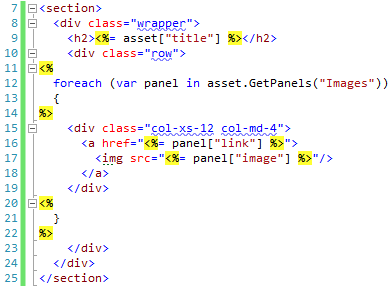 7 <section>
8 <div class="wrapper">
9 <h2><%= asset["title"] %></h2>
10 <div class="row">
11 <%
12 foreach (var panel in asset.GetPanels("Images"))
13 {
14 %>
15 <div class="col-xs-12 col-md-4">
16 <a href="<%= panel["link"] %>">
17 <img src="<%= panel["image"] %>"/>
18 </a>
19 </div>
20 <%
21 }
22 %>
23 </div>
24 </div>
25 </section>